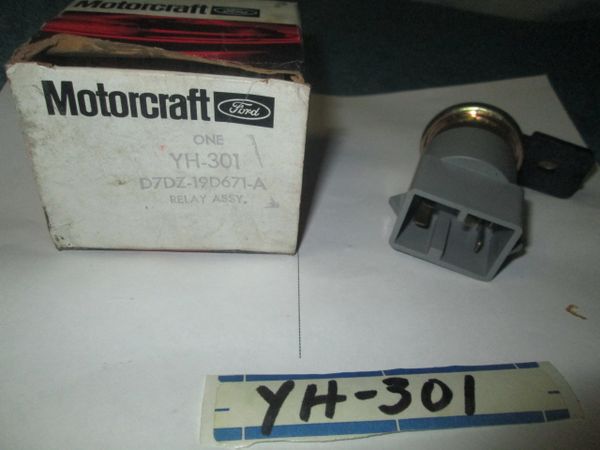 Motorcraft Ford
ONE
YH-301
D7DZ-19D671-A
RELAY ASSY.
YH-301